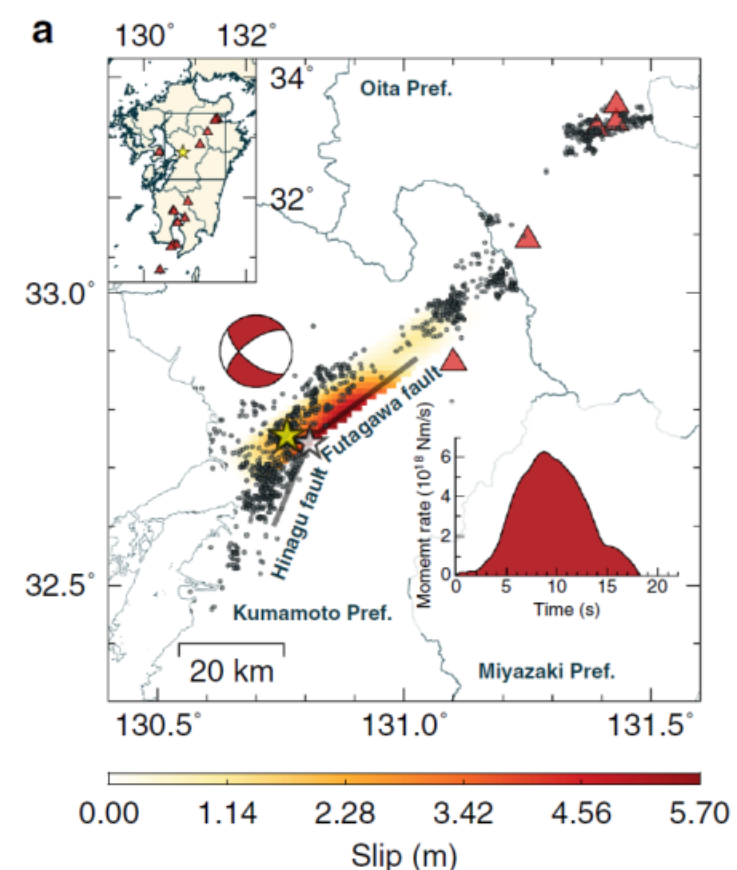 a
130° 132°
34°
32°
Oita Pref.
33.0°
Futagawa fault
Hinagu fault
32.5°
Kumamoto Pref.
20 km
Miyazaki Pref.
Momemt rate (10¹⁸ Nm/s)
6
4
2
0
0 5 10 15 20
Time (s)
130.5° 131.0° 131.5°
0.00 1.14 2.28 3.42 4.56 5.70
Slip (m)